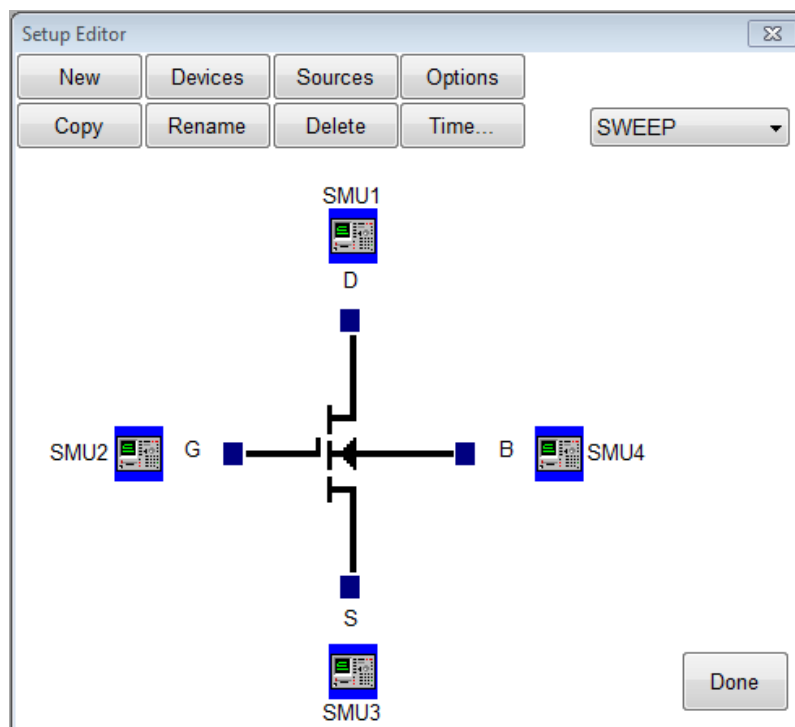 Setup Editor
New Devices Sources Options
Copy Rename Delete Time...
SWEEP
SMU1
D
SMU2 G B SMU4
S
SMU3
Done